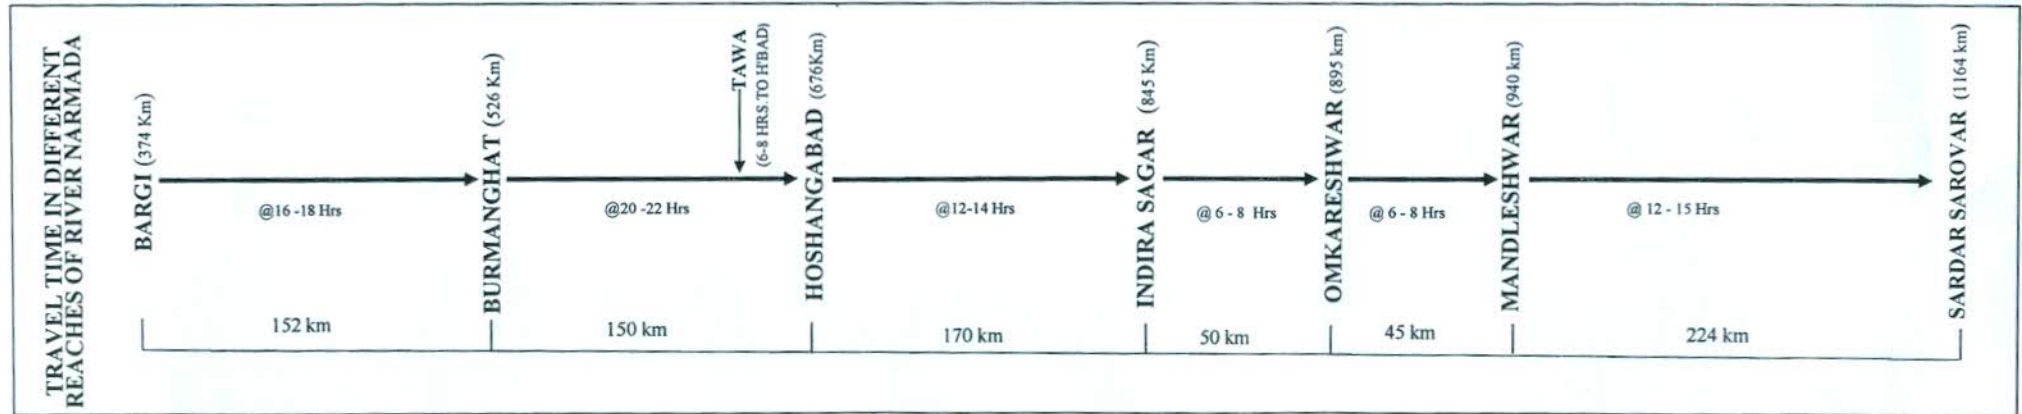 TRAVEL TIME IN DIFFERENT
REACHES OF RIVER NARMADA
BARGI (374 Km)
@16 -18 Hrs
152 km
BURMANGHAT (526 Km)
@20 -22 Hrs
150 km
TAWA
(6-8 HRS.TO H'BAD)
HOSHANGABAD (676Km)
@12-14 Hrs
170 km
INDIRA SAGAR (845 Km)
@ 6 - 8 Hrs
50 km
OMKARESHWAR (895 km)
@ 6 - 8 Hrs
45 km
MANDLESHWAR (940 km)
@ 12 - 15 Hrs
224 km
SARDAR SAROVAR (1164 km)